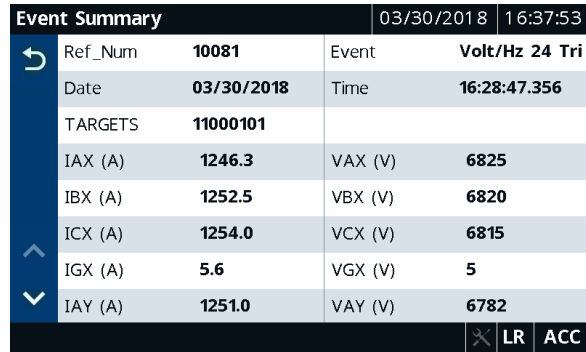 Event Summary 03/30/2018 16:37:53
Ref_Num 10081 Event Volt/Hz 24 Tri
Date 03/30/2018 Time 16:28:47.356
TARGETS 11000101
IAX (A) 1246.3 VAX (V) 6825
IBX (A) 1252.5 VBX (V) 6820
ICX (A) 1254.0 VCX (V) 6815
IGX (A) 5.6 VGX (V) 5
IAY (A) 1251.0 VAY (V) 6782
LR ACC